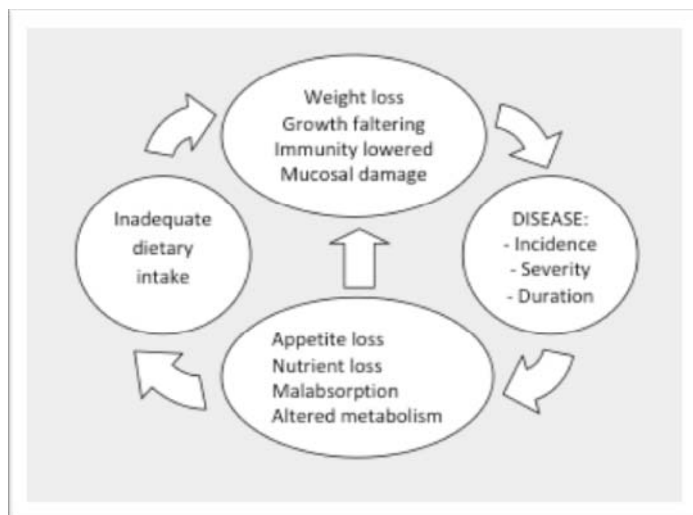 Weight loss
Growth faltering
Immunity lowered
Mucosal damage
Inadequate
dietary
intake
DISEASE:
- Incidence
- Severity
- Duration
Appetite loss
Nutrient loss
Malabsorption
Altered metabolism